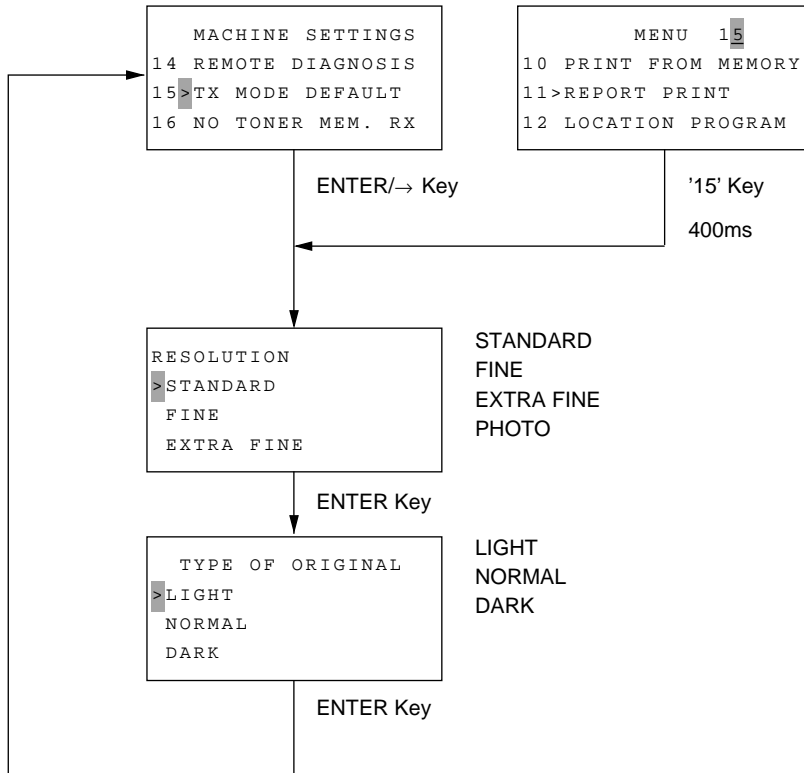 MACHINE SETTINGS
14 REMOTE DIAGNOSIS
15>TX MODE DEFAULT
16 NO TONER MEM. RX
MENU 15
10 PRINT FROM MEMORY
11>REPORT PRINT
12 LOCATION PROGRAM
ENTER/→ Key
'15' Key
400ms
RESOLUTION
>STANDARD
FINE
EXTRA FINE
STANDARD
FINE
EXTRA FINE
PHOTO
ENTER Key
TYPE OF ORIGINAL
>LIGHT
NORMAL
DARK
LIGHT
NORMAL
DARK
ENTER Key